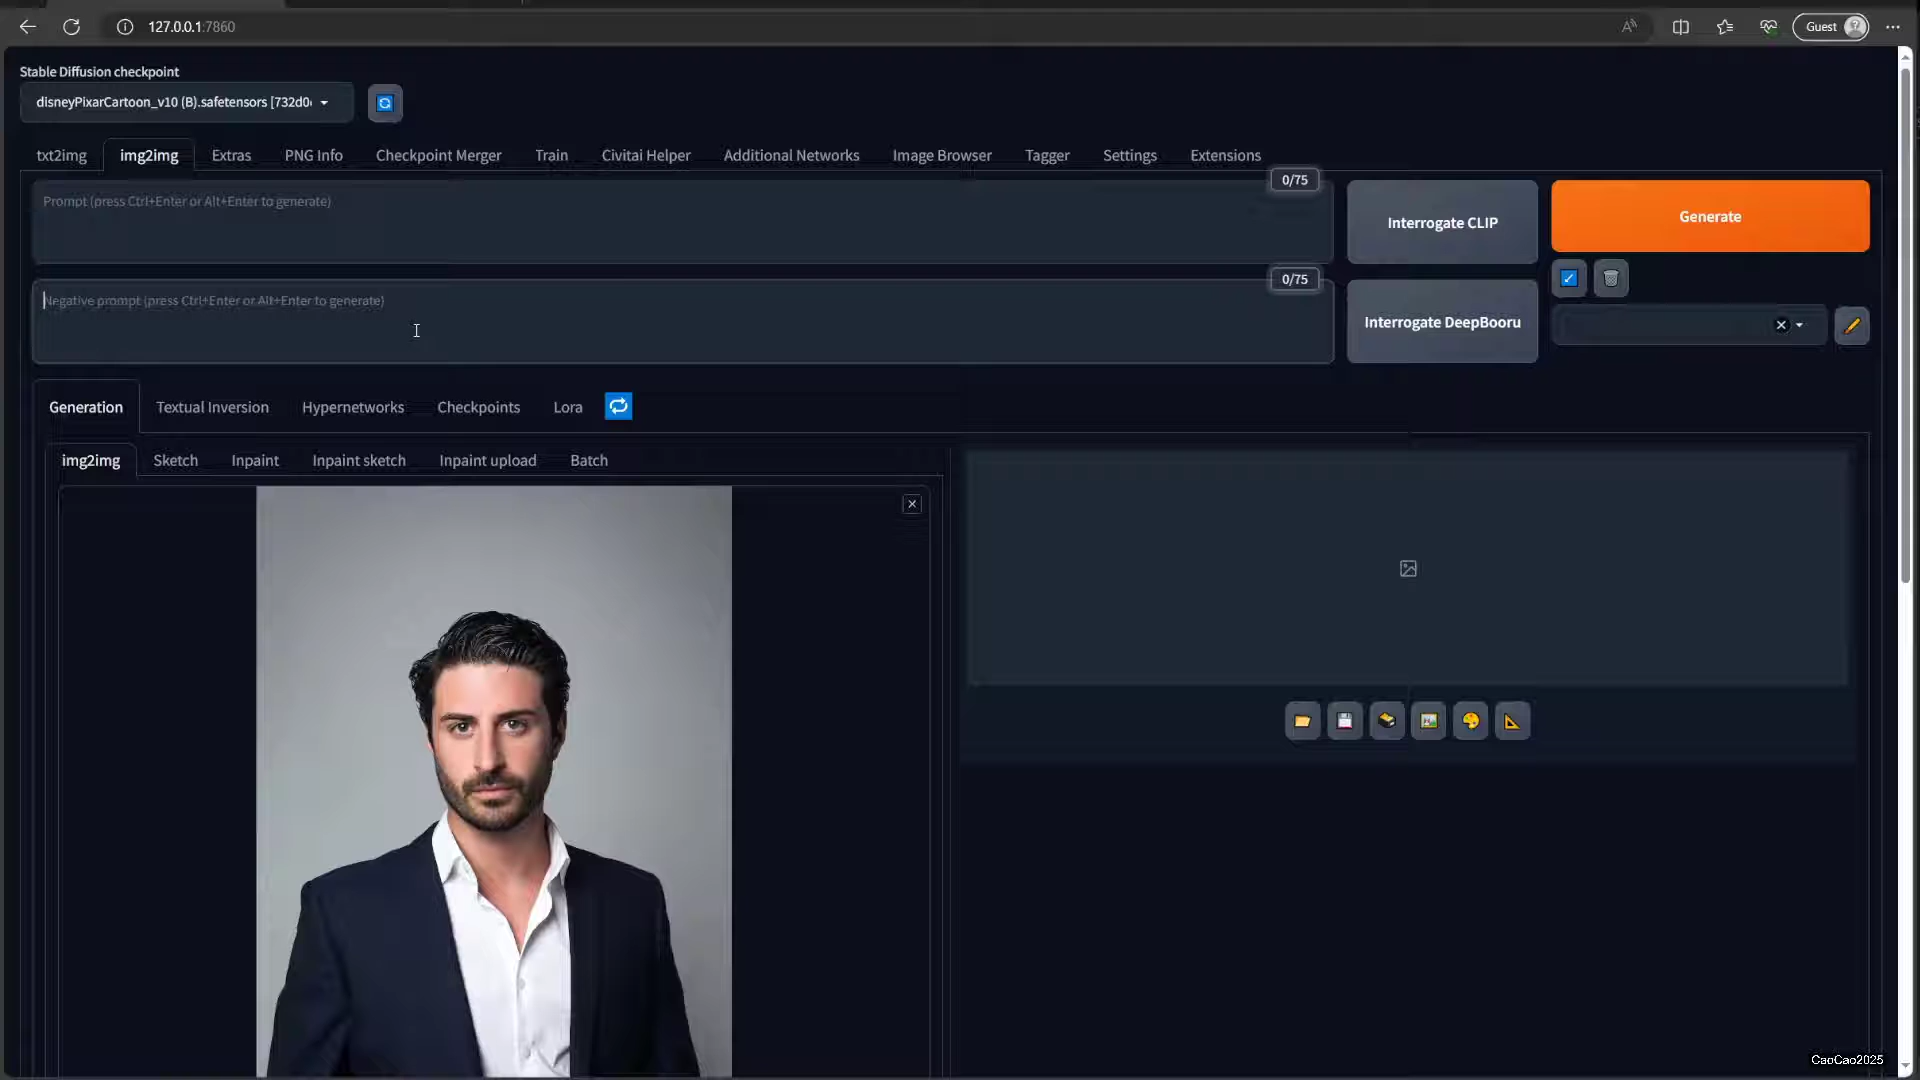 127.0.0.1:7860
Guest
Stable Diffusion checkpoint
disneyPixarCartoon_v10 (B).safetensors [732d0
txt2img img2img Extras PNG Info Checkpoint Merger Train Civitai Helper Additional Networks Image Browser Tagger Settings Extensions
0/75
Prompt (press Ctrl+Enter or Alt+Enter to generate)
Interrogate CLIP
Generate
0/75
Negative prompt (press Ctrl+Enter or Alt+Enter to generate)
Interrogate DeepBooru
Generation Textual Inversion Hypernetworks Checkpoints Lora
img2img Sketch Inpaint Inpaint sketch Inpaint upload Batch
CaoCao2025